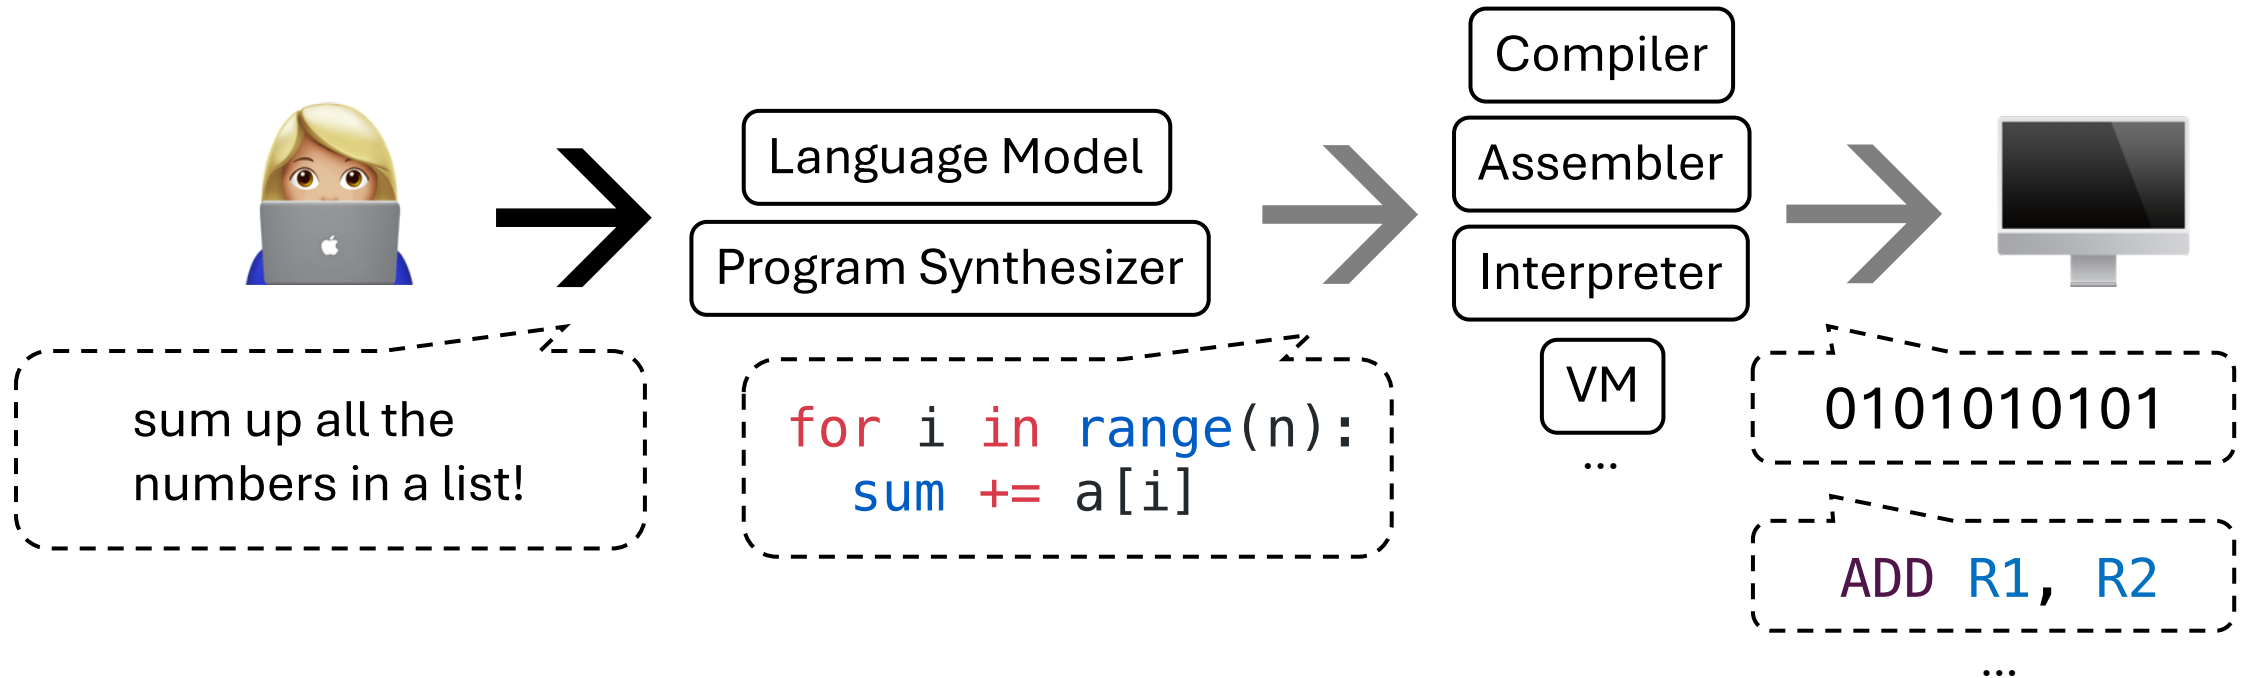 Language Model
Program Synthesizer
Compiler
Assembler
Interpreter
VM
...
sum up all the
numbers in a list!
for i in range(n):
  sum += a[i]
0101010101
ADD R1, R2
...